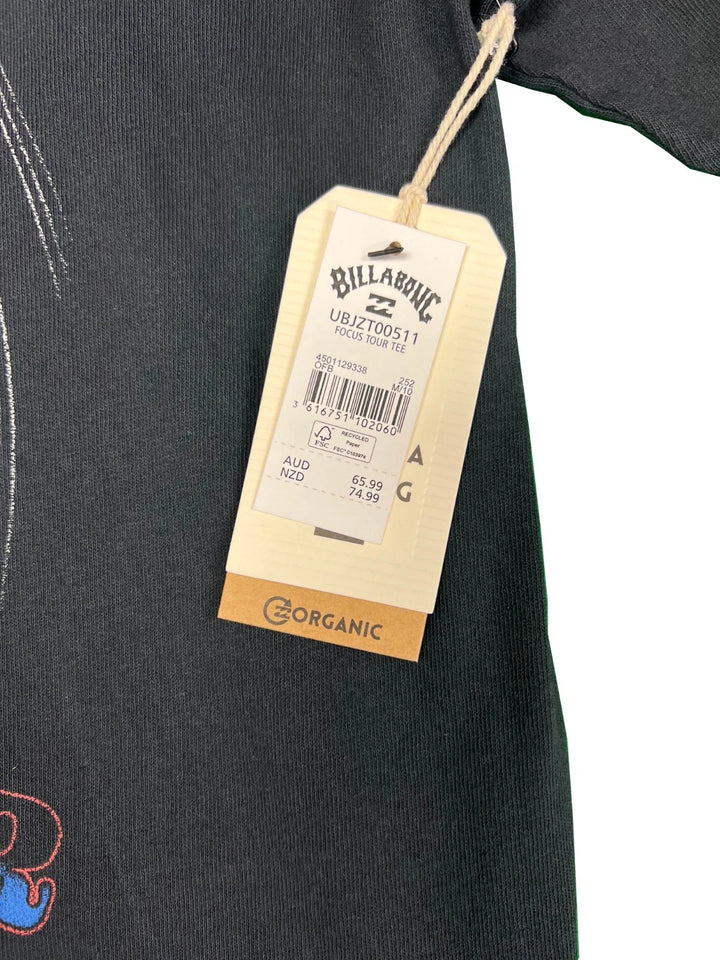 BILLABONG
UBJZT00511
FOCUS TOUR TEE
4501129338 252
OFB M/10
3 616751 102060
FSC RECYCLED
Paper
FSC® C103974
AUD 65.99
NZD 74.99
A
G
ORGANIC